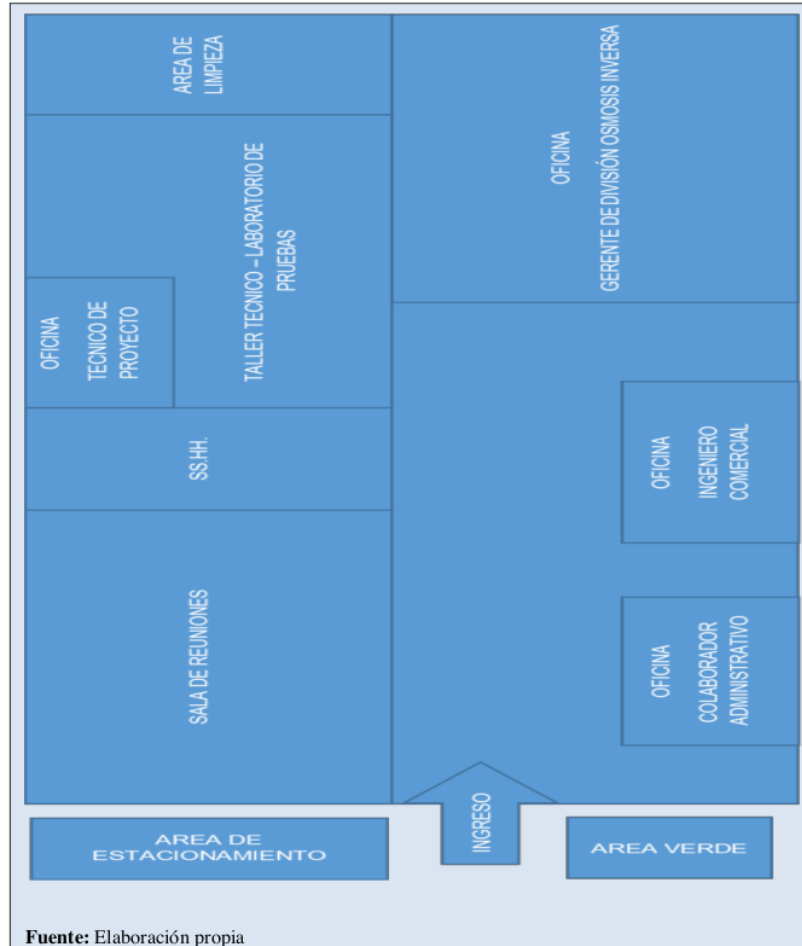 AREA DE
LIMPIEZA
OFICINA
GERENTE DE DIVISIÓN OSMOSIS INVERSA
TALLER TECNICO – LABORATORIO DE
PRUEBAS
OFICINA
TECNICO DE
PROYECTO
SS.HH.
OFICINA
INGENIERO
COMERCIAL
SALA DE REUNIONES
OFICINA
COLABORADOR
ADMINISTRATIVO
INGRESO
AREA DE
ESTACIONAMIENTO
AREA VERDE
Fuente: Elaboración propia